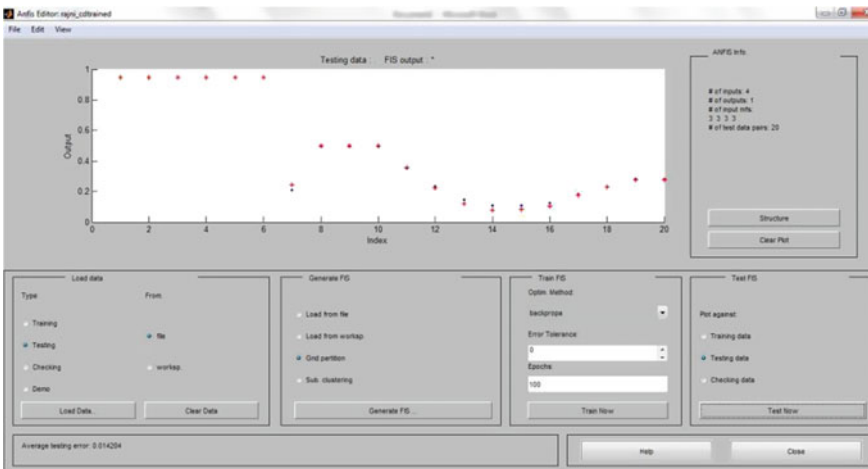 Anfis Editor: rajni_cdtrained
File Edit View
Testing data : . FIS output : *
1
0.8
0.6
0.4
0.2
0
Output
0 2 4 6 8 10 12 14 16 18 20
Index
ANFIS Info.
# of inputs: 4
# of outputs: 1
# of input mfs:
3 3 3 3
# of test data pairs: 20
Structure
Clear Plot
Load data
Type
From
Training
Testing
Checking
Demo
file
worksp.
Load Data...
Clear Data
Generate FIS
Load from file
Load from worksp.
Grid partition
Sub. clustering
Generate FIS ...
Train FIS
Optim. Method:
backpropa
Error Tolerance:
0
Epochs:
100
Train Now
Test FIS
Plot against:
Training data
Testing data
Checking data
Test Now
Average testing error: 0.014204
Help
Close